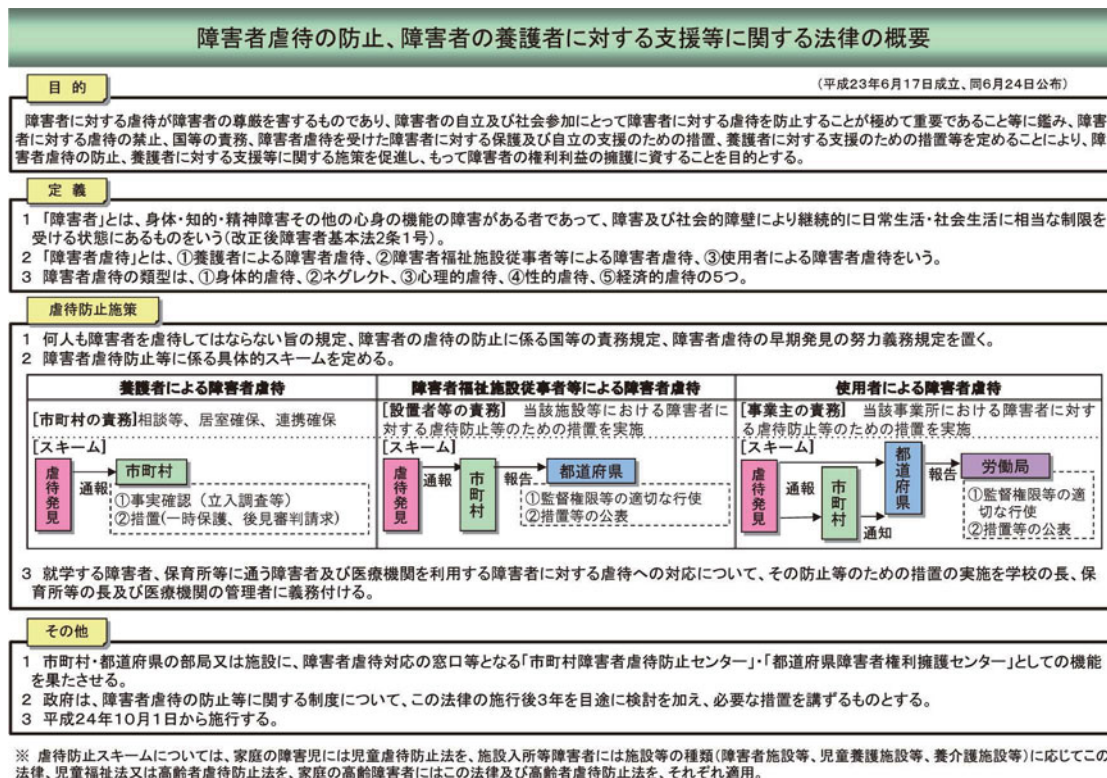 障害者虐待の防止、障害者の養護者に対する支援等に関する法律の概要
(平成23年6月17日成立、同6月24日公布)
目 的
障害者に対する虐待が障害者の尊厳を害するものであり、障害者の自立及び社会参加にとって障害者に対する虐待を防止することが極めて重要であること等に鑑み、障害
者に対する虐待の禁止、国等の責務、障害者虐待を受けた障害者に対する保護及び自立の支援のための措置、養護者に対する支援のための措置等を定めることにより、障
害者虐待の防止、養護者に対する支援等に関する施策を促進し、もって障害者の権利利益の擁護に資することを目的とする。
定 義
1 「障害者」とは、身体・知的・精神障害その他の心身の機能の障害がある者であって、障害及び社会的障壁により継続的に日常生活・社会生活に相当な制限を
受ける状態にあるものをいう(改正後障害者基本法2条1号)。
2 「障害者虐待」とは、①養護者による障害者虐待、②障害者福祉施設従事者等による障害者虐待、③使用者による障害者虐待をいう。
3 障害者虐待の類型は、①身体的虐待、②ネグレクト、③心理的虐待、④性的虐待、⑤経済的虐待の5つ。
虐待防止施策
1 何人も障害者を虐待してはならない旨の規定、障害者の虐待の防止に係る国等の責務規定、障害者虐待の早期発見の努力義務規定を置く。
2 障害者虐待防止等に係る具体的スキームを定める。
養護者による障害者虐待
[市町村の責務]相談等、居室確保、連携確保
[スキーム]
虐待発見
通報
市町村
①事実確認(立入調査等)
②措置(一時保護、後見審判請求)
障害者福祉施設従事者等による障害者虐待
[設置者等の責務] 当該施設等における障害者に
対する虐待防止等のための措置を実施
[スキーム]
虐待発見
通報
市町村
報告
都道府県
①監督権限等の適切な行使
②措置等の公表
使用者による障害者虐待
[事業主の責務] 当該事業所における障害者に対す
る虐待防止等のための措置を実施
[スキーム]
虐待発見
通報
市町村
通知
都道府県
報告
労働局
①監督権限等の適
切な行使
②措置等の公表
3 就学する障害者、保育所等に通う障害者及び医療機関を利用する障害者に対する虐待への対応について、その防止等のための措置の実施を学校の長、保
育所等の長及び医療機関の管理者に義務付ける。
その他
1 市町村・都道府県の部局又は施設に、障害者虐待対応の窓口等となる「市町村障害者虐待防止センター」・「都道府県障害者権利擁護センター」としての機能
を果たさせる。
2 政府は、障害者虐待の防止等に関する制度について、この法律の施行後3年を目途に検討を加え、必要な措置を講ずるものとする。
3 平成24年10月1日から施行する。
※ 虐待防止スキームについては、家庭の障害児には児童虐待防止法を、施設入所等障害者には施設等の種類(障害者施設等、児童養護施設等、養介護施設等)に応じてこの
法律、児童福祉法又は高齢者虐待防止法を、家庭の高齢障害者にはこの法律及び高齢者虐待防止法を、それぞれ適用。